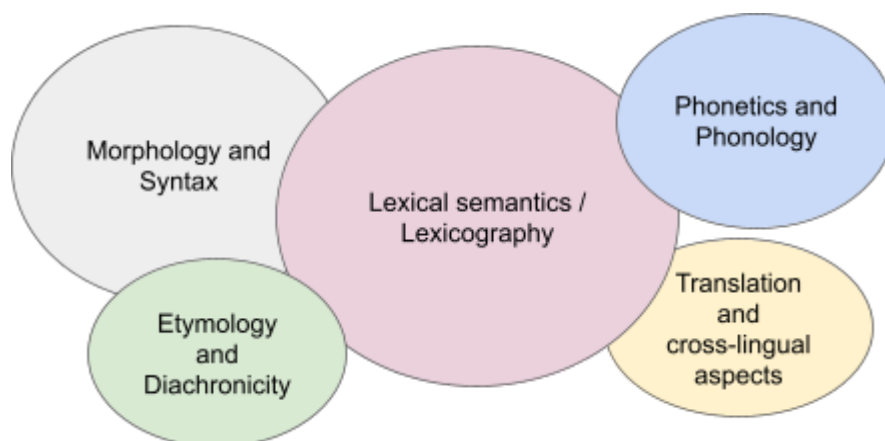 Morphology and
Syntax
Lexical semantics /
Lexicography
Phonetics and
Phonology
Etymology
and
Diachronicity
Translation
and
cross-lingual
aspects